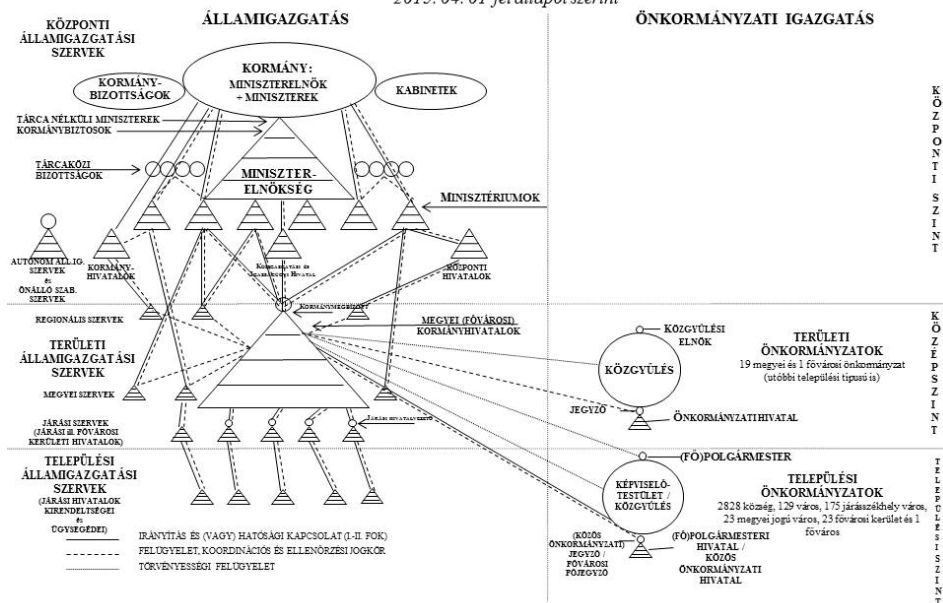 2015. 04. 01-jei állapot szerint
ÁLLAMIGAZGATÁS
ÖNKORMÁNYZATI IGAZGATÁS
KÖZPONTI
ÁLLAMIGAZGATÁSI
SZERVEK
KORMÁNY-
BIZOTTSÁGOK
KORMÁNY:
MINISZTERELNÖK
+ MINISZTEREK
KABINETEK
TÁRCA NÉLKÜLI MINISZTEREK
KORMÁNYBIZTOSOK
TÁRCAKÖZI
BIZOTTSÁGOK
MINISZTER-
ELNÖKSÉG
MINISZTÉRIUMOK
AUTONÓM ÁLL.IG.
SZERVEK
és
ÖNÁLLÓ SZAB.
SZERVEK
KORMÁNY-
HIVATALOK
KÖZPONTI
HIVATALOK
KÖZPONTI SZINT
REGIONÁLIS SZERVEK
KORMÁNYMEGBÍZOTT
MEGYEI (FŐVÁROSI)
KORMÁNYHIVATALOK
TERÜLETI
ÁLLAMIGAZGATÁSI
SZERVEK
MEGYEI SZERVEK
JÁRÁSI SZERVEK
(JÁRÁSI ill. FŐVÁROSI
KERÜLETI HIVATALOK)
JÁRÁSI HIVATALVEZETŐ
KÖZGYŰLÉSI
ELNÖK
KÖZGYŰLÉS
TERÜLETI
ÖNKORMÁNYZATOK
19 megyei és 1 fővárosi önkormányzat
(utóbbi települési típusú is)
JEGYZŐ
ÖNKORMÁNYZATI HIVATAL
KÖZÉPSZINT
TELEPÜLÉSI
ÁLLAMIGAZGATÁSI
SZERVEK
(JÁRÁSI HIVATALOK
KIRENDELTSÉGEI
és
ÜGYSEGÉDEI)
IRÁNYÍTÁS ÉS (VAGY) HATÓSÁGI KAPCSOLAT (I.-II. FOK)
FELÜGYELET, KOORDINÁCIÓS ÉS ELLENŐRZÉSI JOGKÖR
TÖRVÉNYESSÉGI FELÜGYELET
(FŐ)POLGÁRMESTER
KÉPVISELŐ-
TESTÜLET /
KÖZGYŰLÉS
TELEPÜLÉSI
ÖNKORMÁNYZATOK
2828 község, 129 város, 175 járásszékhely város,
23 megyei jogú város, 23 fővárosi kerület és 1
főváros
(KÖZÖS
ÖNKORMÁNYZATI)
JEGYZŐ /
FŐVÁROSI
FŐJEGYZŐ
(FŐ)POLGÁRMESTERI
HIVATAL /
KÖZÖS
ÖNKORMÁNYZATI
HIVATAL
TELEPÜLÉSI SZINT